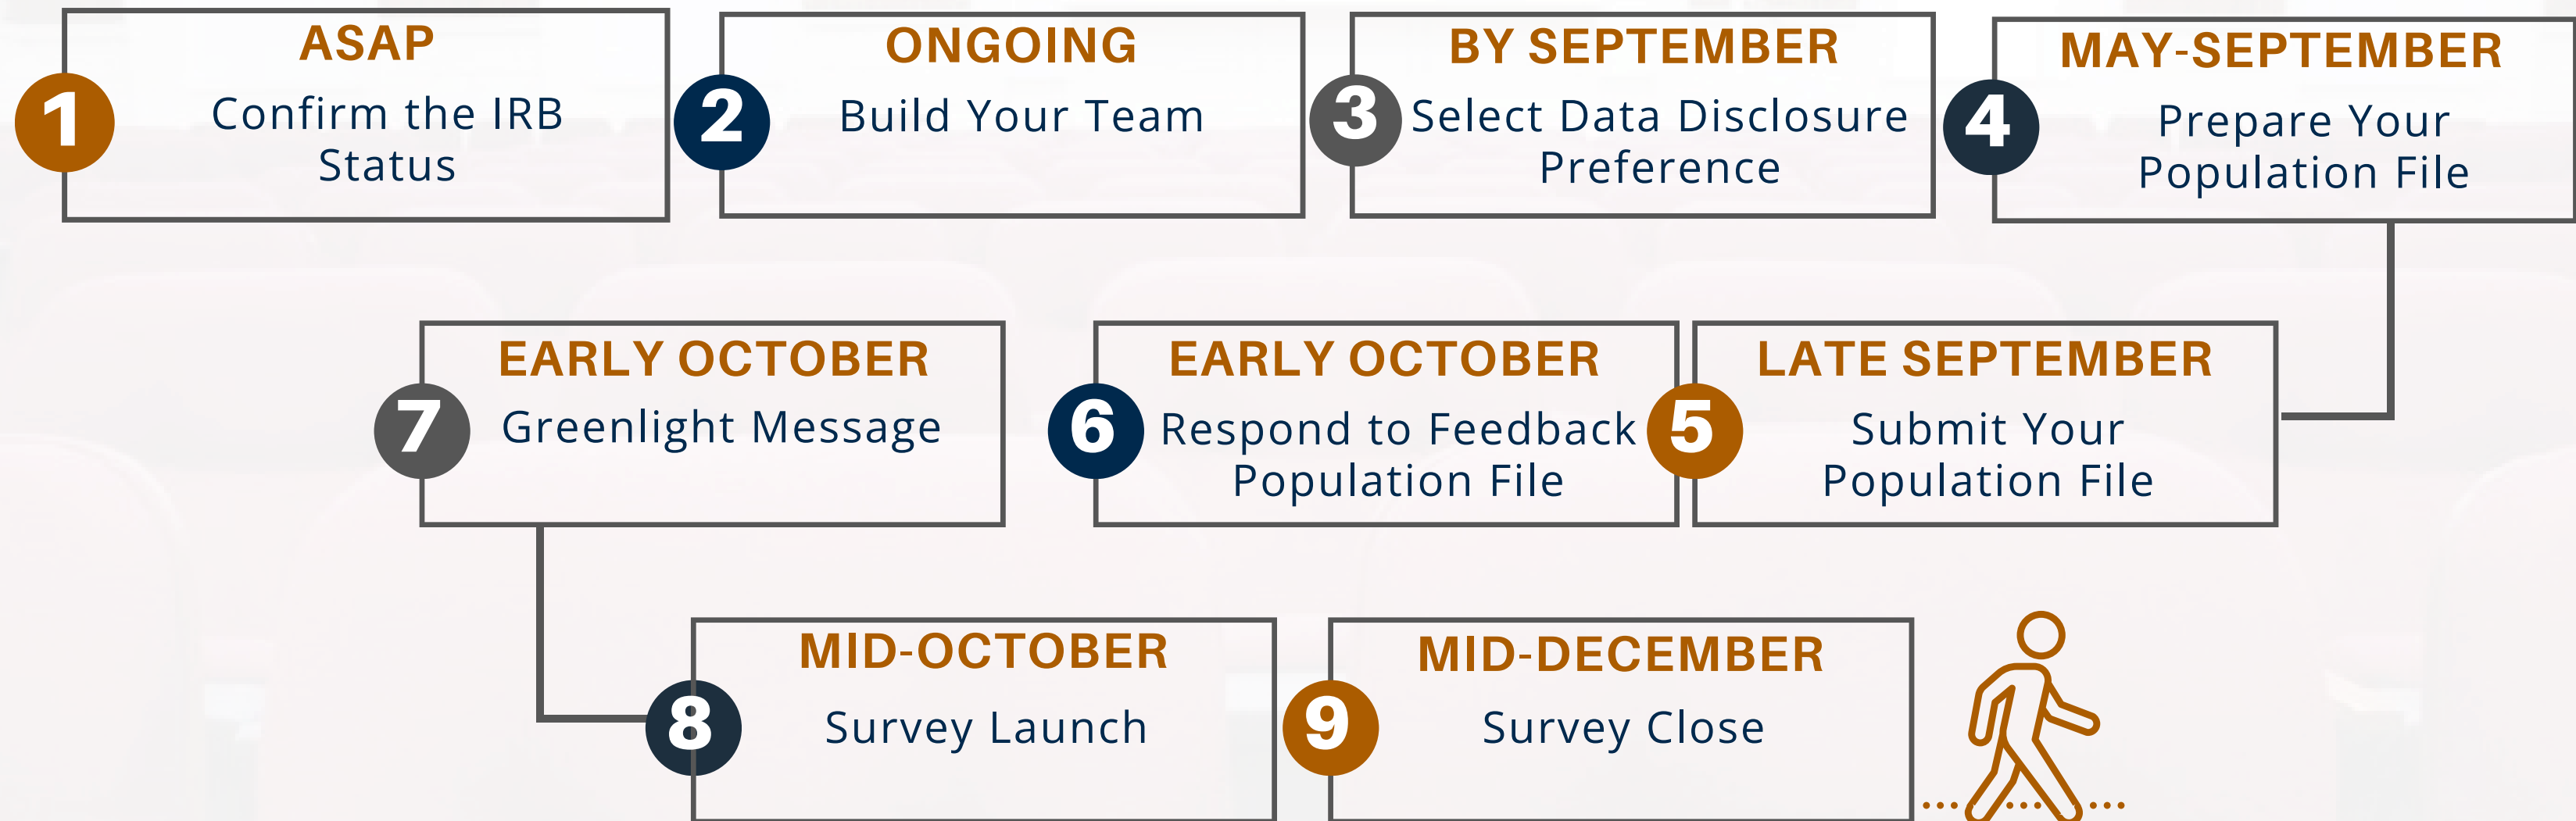 1
ASAP
Confirm the IRB
Status
2
ONGOING
Build Your Team
3
BY SEPTEMBER
Select Data Disclosure
Preference
4
MAY-SEPTEMBER
Prepare Your
Population File
5
LATE SEPTEMBER
Submit Your
Population File
6
EARLY OCTOBER
Respond to Feedback
Population File
7
EARLY OCTOBER
Greenlight Message
8
MID-OCTOBER
Survey Launch
9
MID-DECEMBER
Survey Close